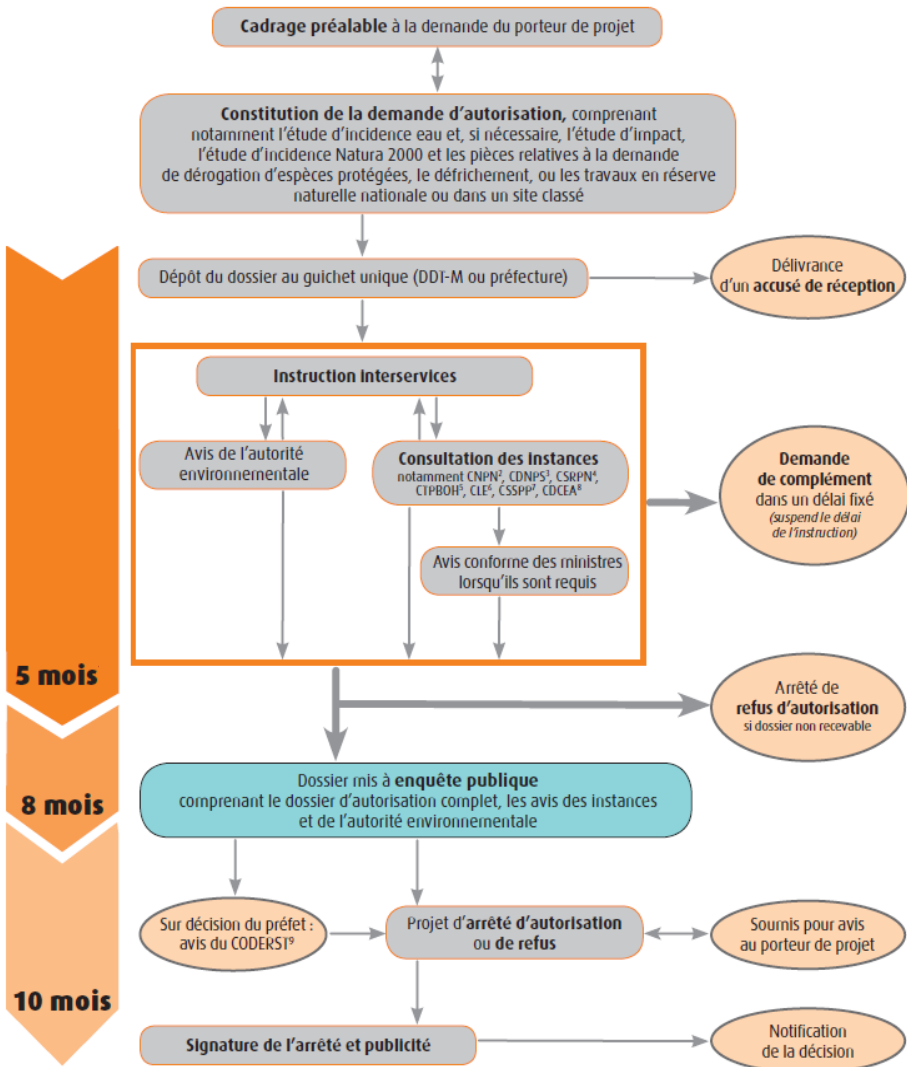 Cadrage préalable à la demande du porteur de projet
Constitution de la demande d'autorisation, comprenant
notamment l'étude d'incidence eau et, si nécessaire, l'étude d'impact,
l'étude d'incidence Natura 2000 et les pièces relatives à la demande
de dérogation d'espèces protégées, le défrichement, ou les travaux en réserve
naturelle nationale ou dans un site classé
Dépôt du dossier au guichet unique (DDT-M ou préfecture)
Délivrance
d'un accusé de réception
Instruction interservices
Avis de l'autorité
environnementale
Consultation des instances
notamment CNPN², CDNPS³, CSRPN⁴,
CTPBOH⁵, CLE⁶, CSSPP⁷, CDCEA⁸
Avis conforme des ministres
lorsqu'ils sont requis
Demande
de complément
dans un délai fixé
(suspend le délai
de l'instruction)
5 mois
Arrêté de
refus d'autorisation
si dossier non recevable
Dossier mis à enquête publique
comprenant le dossier d'autorisation complet, les avis des instances
et de l'autorité environnementale
8 mois
Sur décision du préfet :
avis du CODERST⁹
Projet d'arrêté d'autorisation
ou de refus
Soumis pour avis
au porteur de projet
10 mois
Signature de l'arrêté et publicité
Notification
de la décision